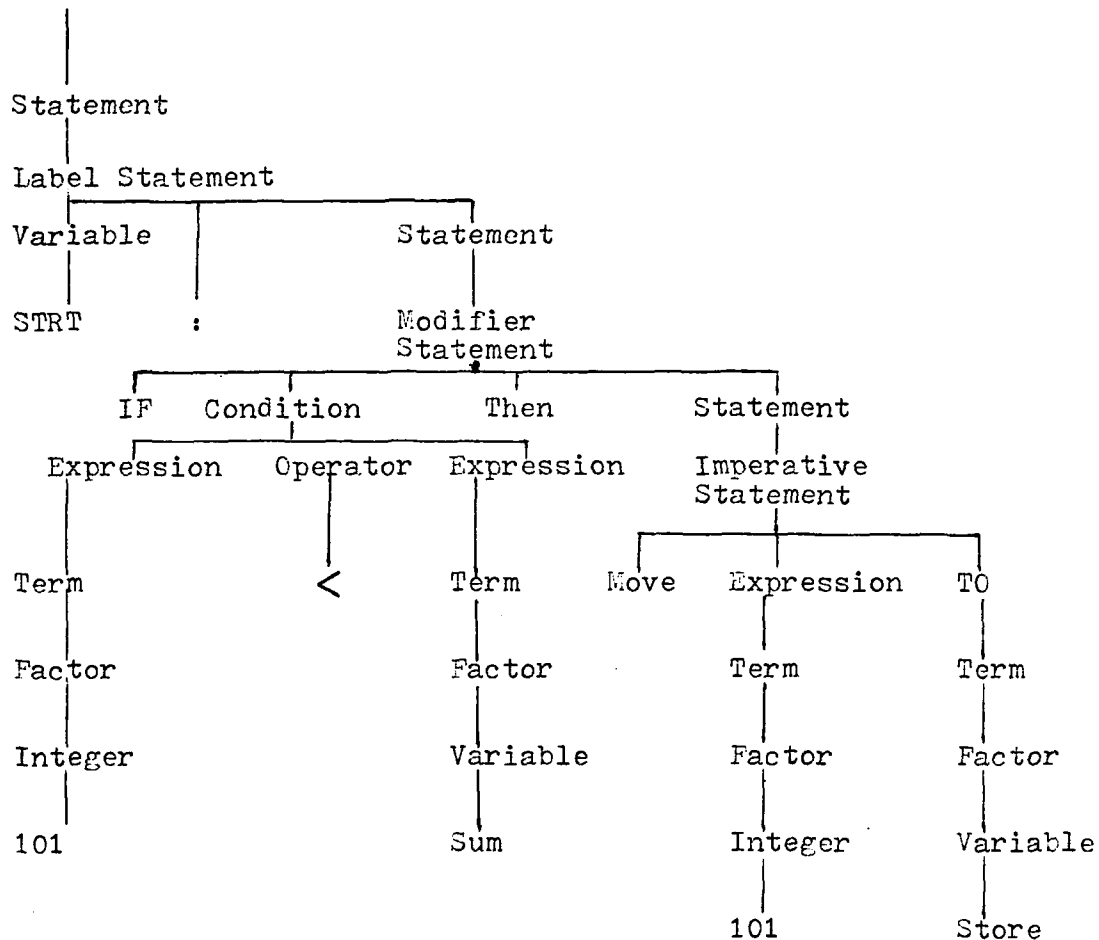 Statement
Label Statement
Variable Statement
STRT : Modifier
Statement
IF Condition Then Statement
Expression Operator Expression Imperative
Statement
Term < Term Move Expression TO
Factor Factor Term Term
Integer Variable Factor Factor
101 Sum Integer Variable
101 Store